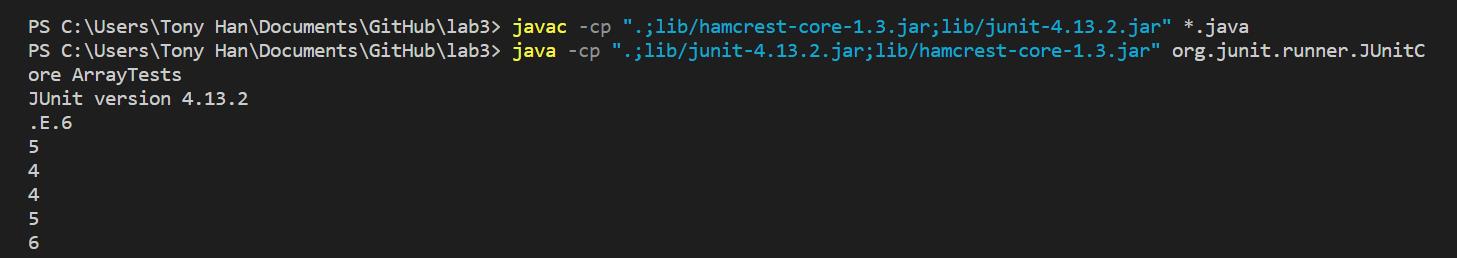 PS C:\Users\Tony Han\Documents\GitHub\lab3> javac -cp ".;lib/hamcrest-core-1.3.jar;lib/junit-4.13.2.jar" *.java
PS C:\Users\Tony Han\Documents\GitHub\lab3> java -cp ".;lib/junit-4.13.2.jar;lib/hamcrest-core-1.3.jar" org.junit.runner.JUnitC
ore ArrayTests
JUnit version 4.13.2
.E.6
5
4
4
5
6